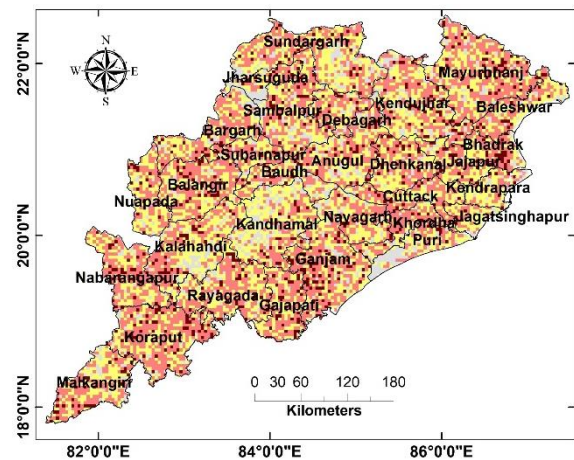 N
W E
S
22°0'0"N
20°0'0"N
18°0'0"N
Sundargarh
Jharsuguda
Mayurbhanj
Sambalpur
Kendujhar
Baleshwar
Debagarh
Bargarh
Bhadrak
Subarnapur
Anugul
Dhenkanal
Jajapur
Baudh
Balangir
Kendrapara
Nuapada
Cuttack
Nayagarh
Khordha
Jagatsinghapur
Kandhamal
Puri
Kalahandi
Ganjam
Nabarangapur
Rayagada
Gajapati
Koraput
Malkangiri
0 30 60 120 180
Kilometers
82°0'0"E 84°0'0"E 86°0'0"E